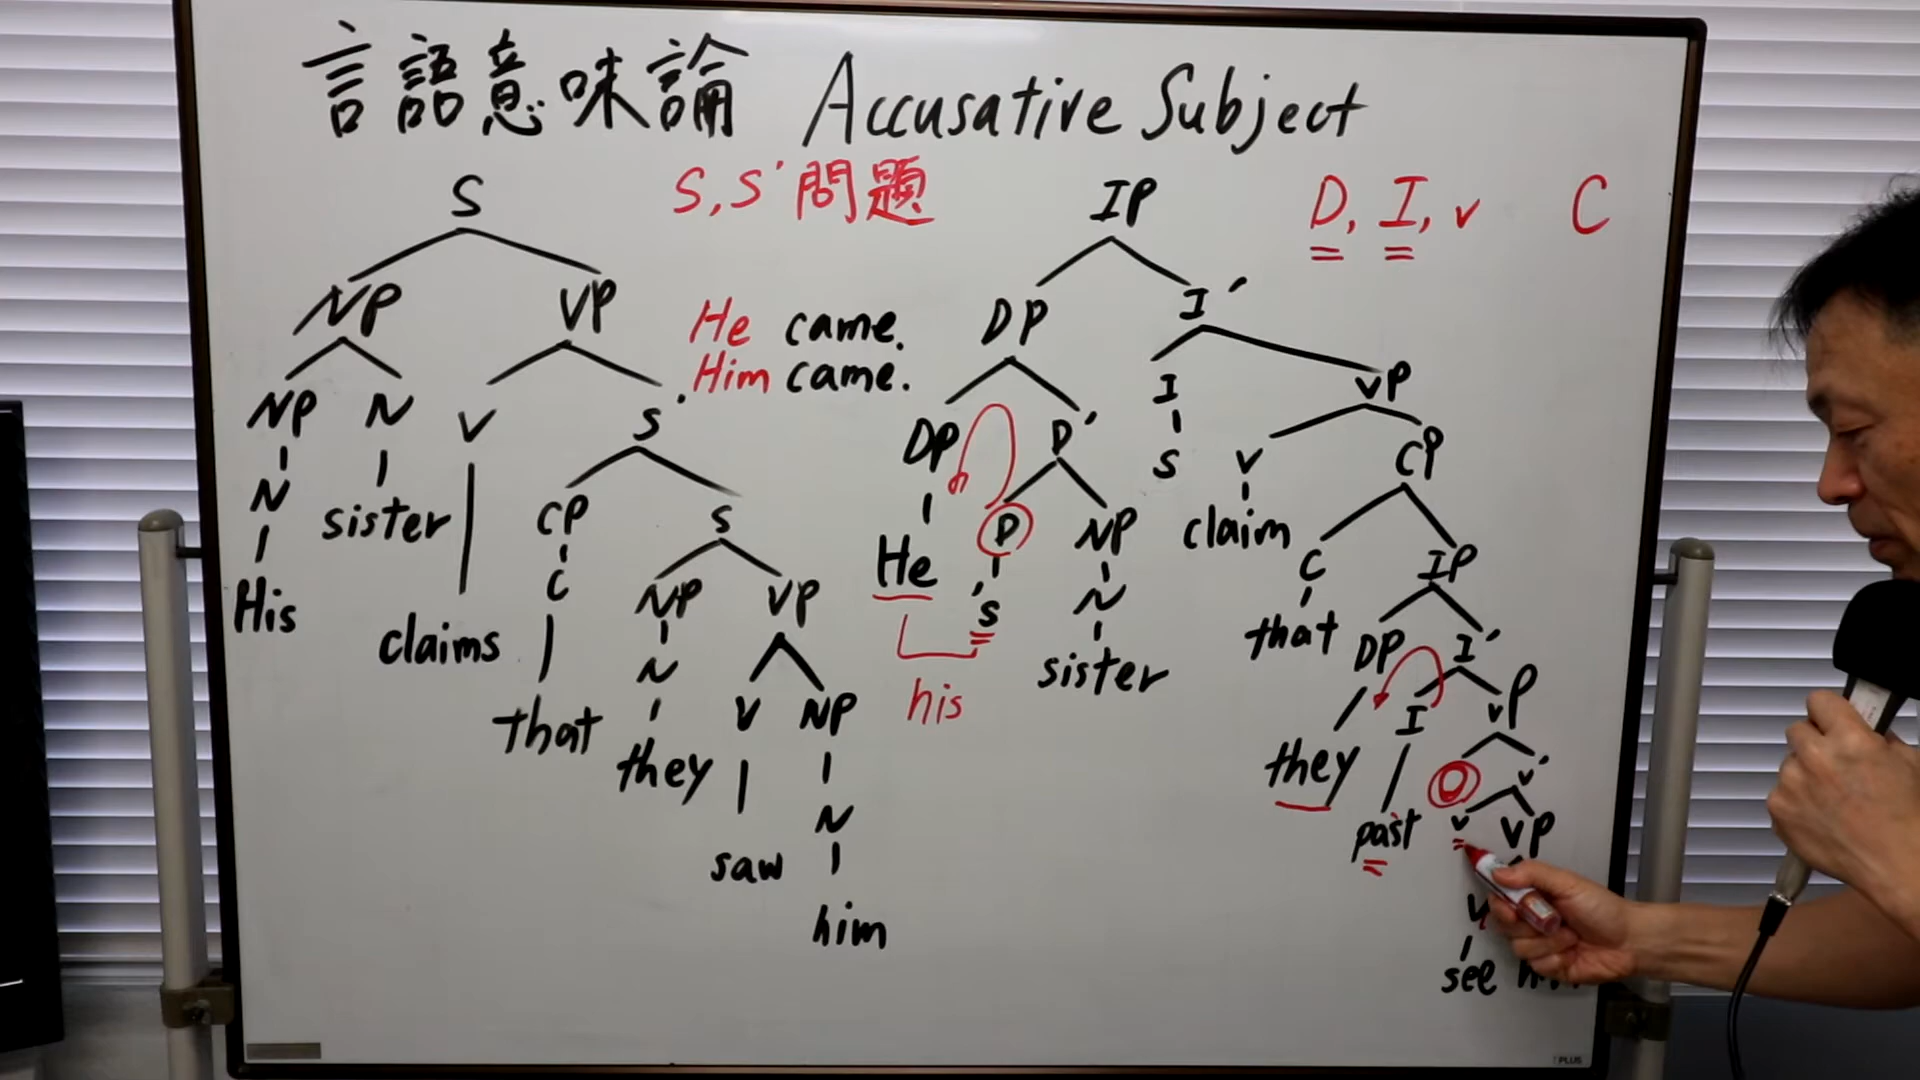 言語意味論 Accusative Subject
S, S' 問題
D, I, v C
S
NP VP
NP N V S'
N sister
His claims
CP S
C NP VP
that N V NP
they saw N
him
He came.
Him came.
IP
DP I'
DP D' I vP
He D NP s
's N
his sister
v CP
claim C IP
that DP I'
they I vP
past v'
v VP
see
PLUS